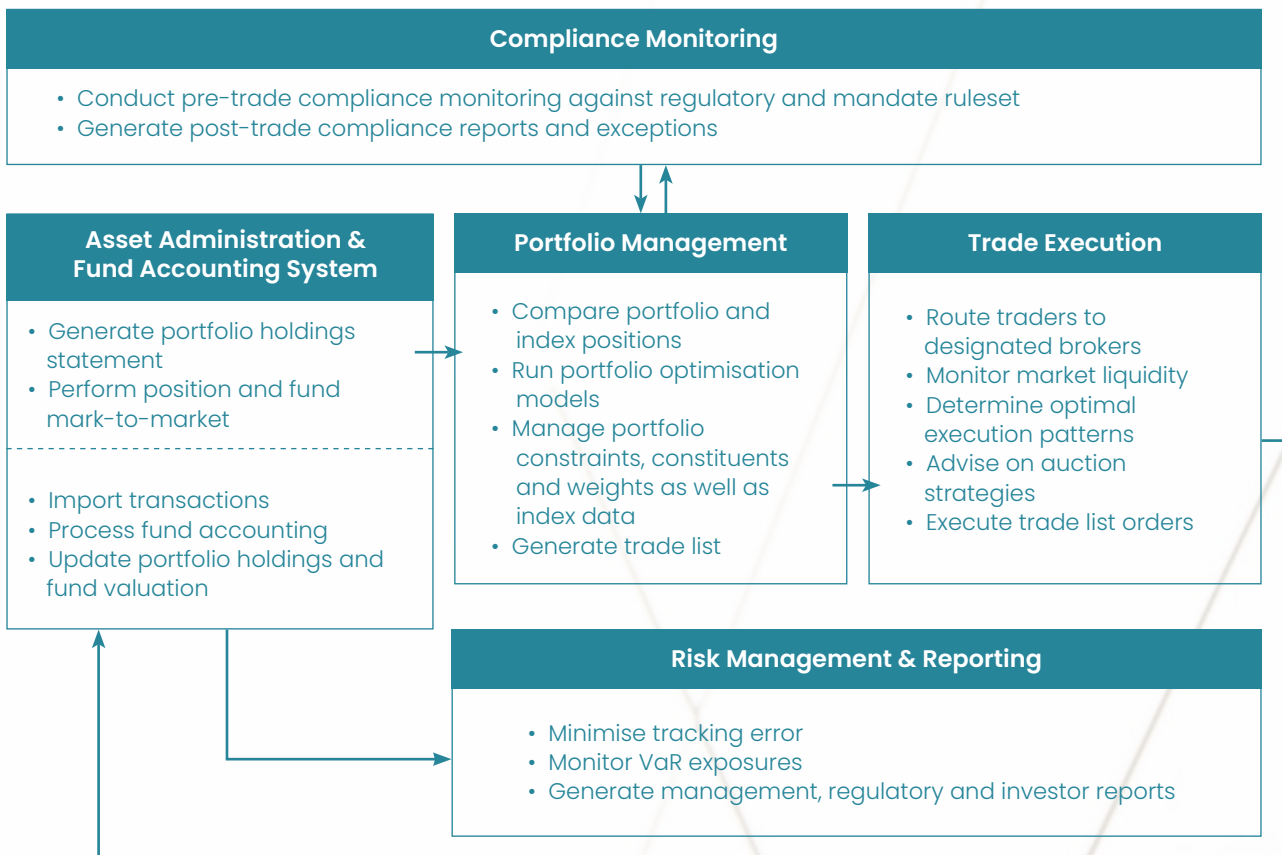 Compliance Monitoring
• Conduct pre-trade compliance monitoring against regulatory and mandate ruleset
• Generate post-trade compliance reports and exceptions
Asset Administration &
Fund Accounting System
• Generate portfolio holdings
statement
• Perform position and fund
mark-to-market
• Import transactions
• Process fund accounting
• Update portfolio holdings and
fund valuation
Portfolio Management
• Compare portfolio and
index positions
• Run portfolio optimisation
models
• Manage portfolio
constraints, constituents
and weights as well as
index data
• Generate trade list
Trade Execution
• Route traders to
designated brokers
• Monitor market liquidity
• Determine optimal
execution patterns
• Advise on auction
strategies
• Execute trade list orders
Risk Management & Reporting
• Minimise tracking error
• Monitor VaR exposures
• Generate management, regulatory and investor reports